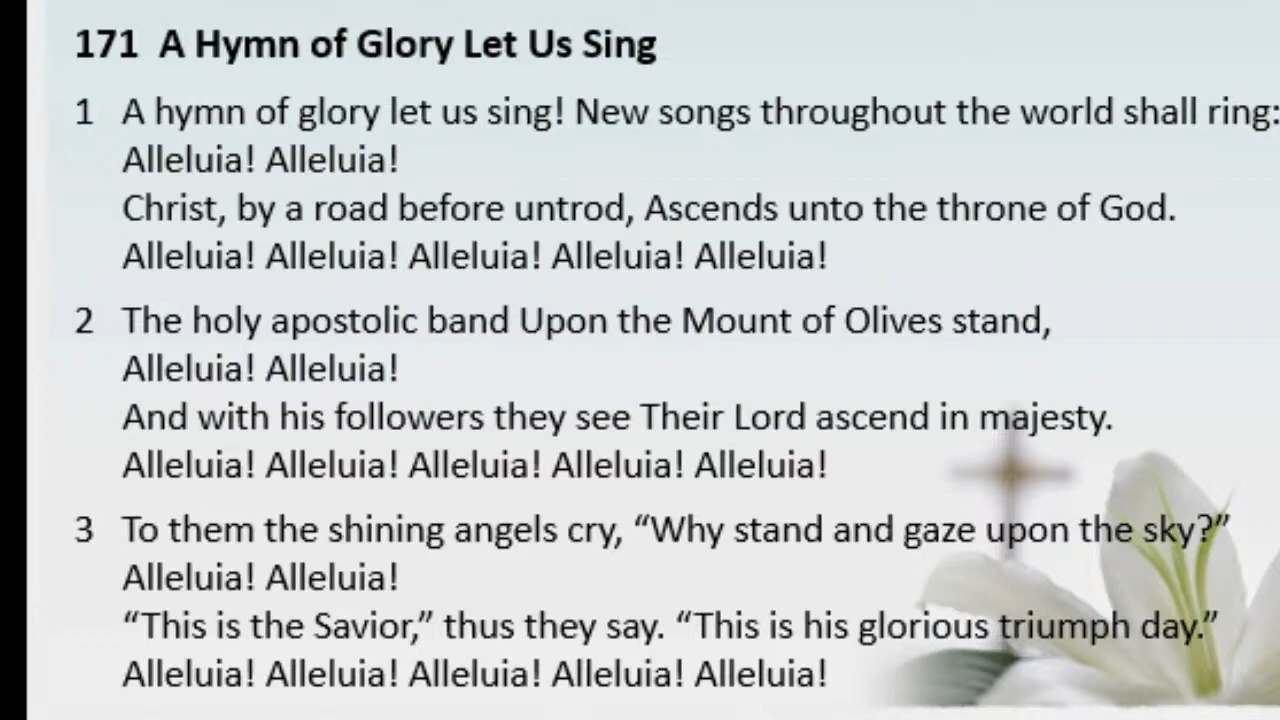 171 A Hymn of Glory Let Us Sing
1 A hymn of glory let us sing! New songs throughout the world shall ring:
Alleluia! Alleluia!
Christ, by a road before untrod, Ascends unto the throne of God.
Alleluia! Alleluia! Alleluia! Alleluia! Alleluia!
2 The holy apostolic band Upon the Mount of Olives stand,
Alleluia! Alleluia!
And with his followers they see Their Lord ascend in majesty.
Alleluia! Alleluia! Alleluia! Alleluia! Alleluia!
3 To them the shining angels cry, “Why stand and gaze upon the sky?”
Alleluia! Alleluia!
“This is the Savior,” thus they say. “This is his glorious triumph day.”
Alleluia! Alleluia! Alleluia! Alleluia! Alleluia!